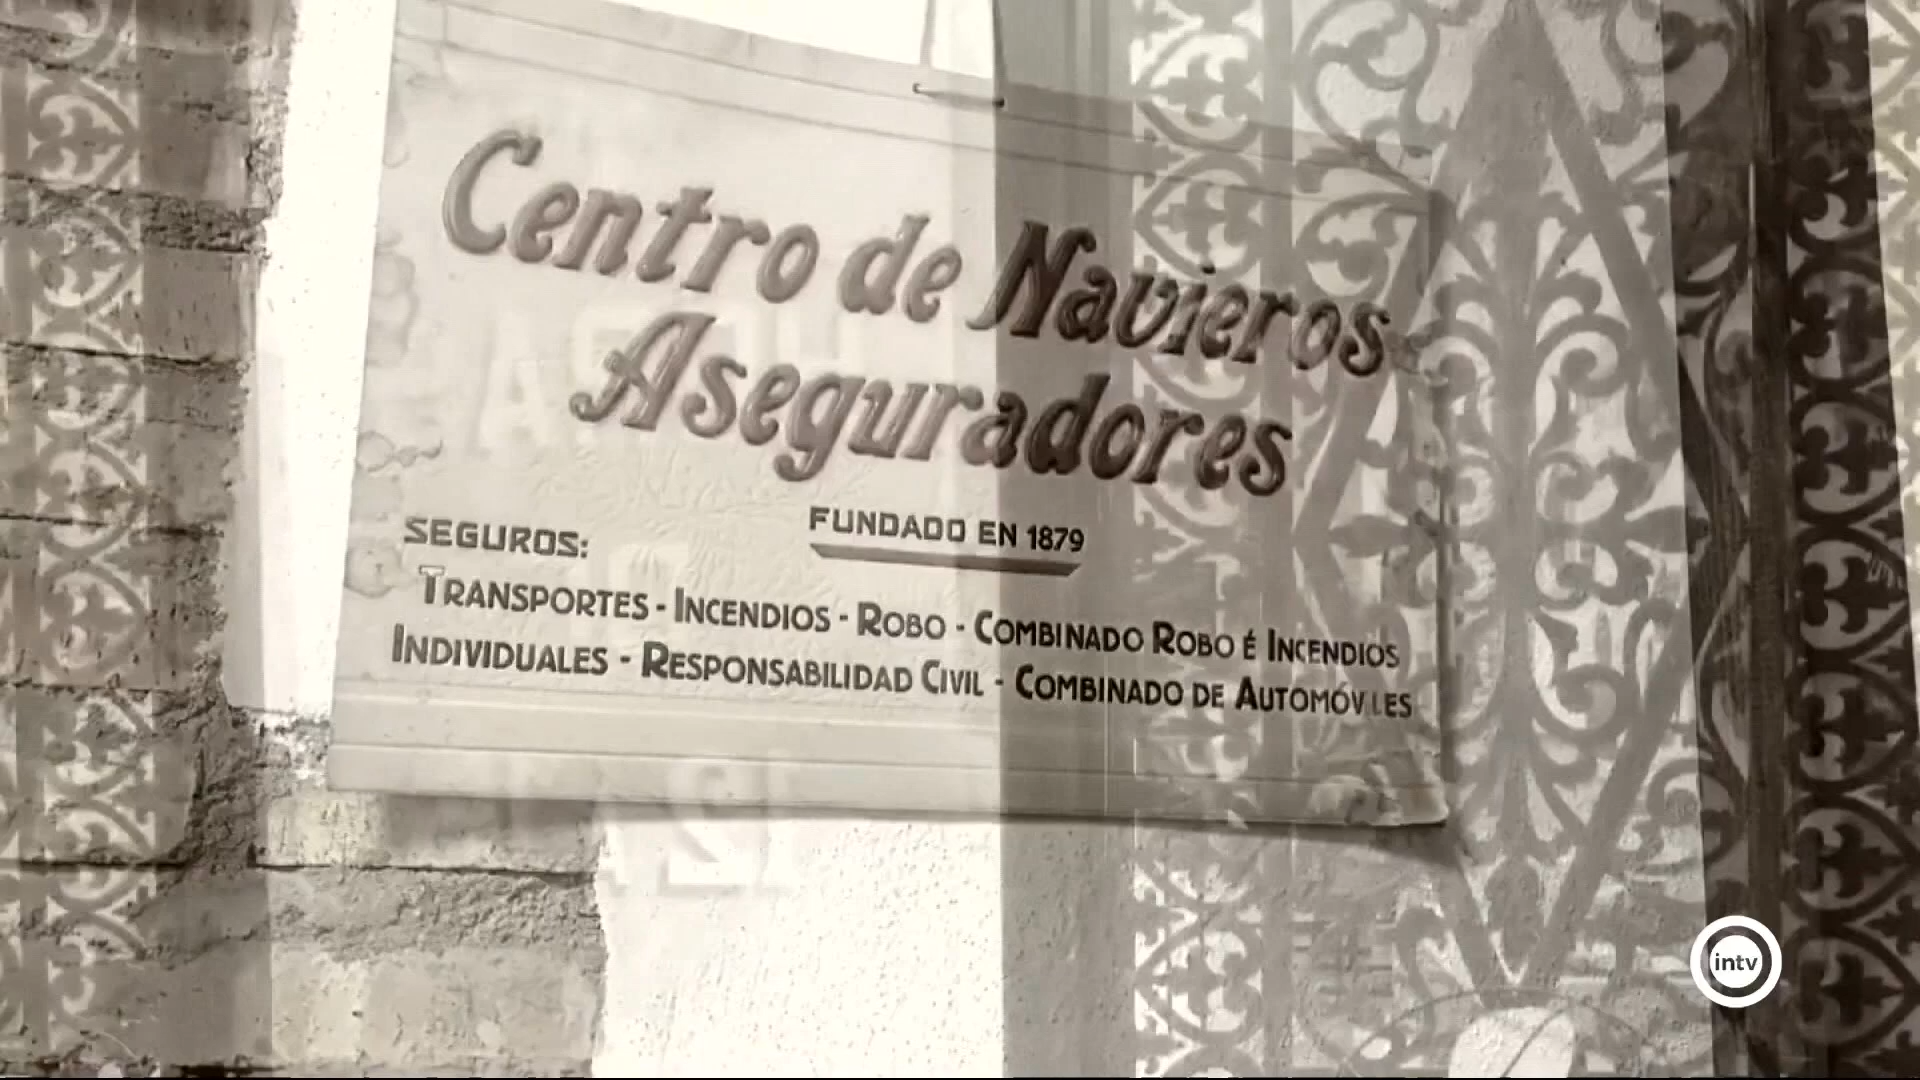 Centro de Navieros
Aseguradores
FUNDADO EN 1879
SEGUROS:
TRANSPORTES - INCENDIOS - ROBO - COMBINADO ROBO É INCENDIOS
INDIVIDUALES - RESPONSABILIDAD CIVIL - COMBINADO DE AUTOMÓVILES
intv